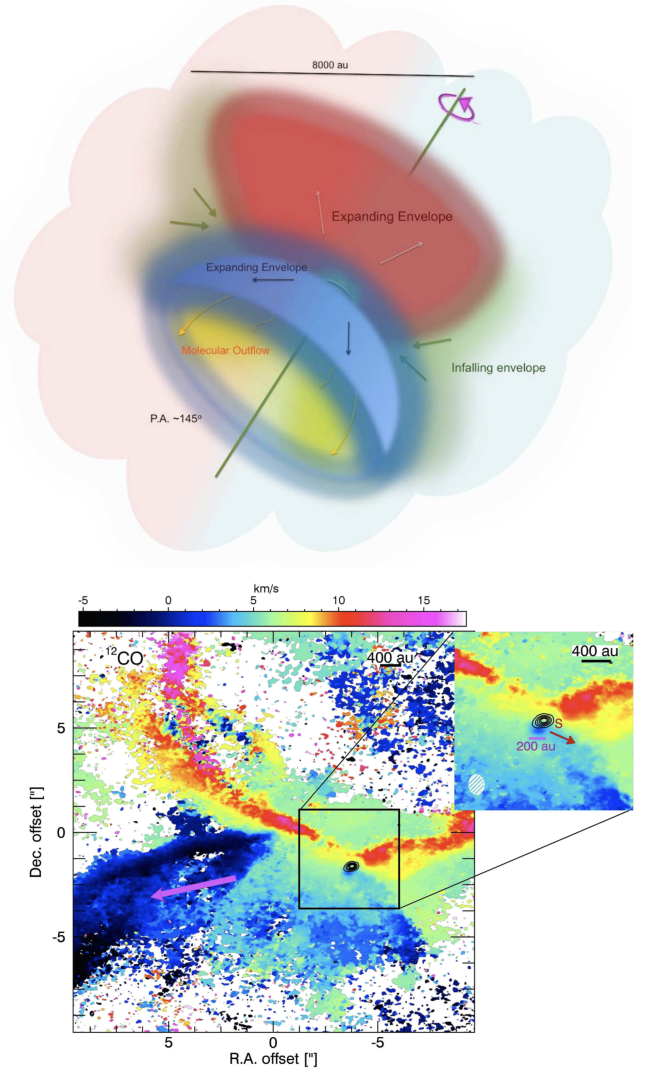 8000 au
Expanding Envelope
Expanding Envelope
Molecular Outflow
Infalling envelope
P.A. ~145º
km/s
-5 0 5 10 15
¹²CO
400 au
400 au
S
200 au
5
0
-5
Dec. offset ["]
5 0 -5
R.A. offset ["]